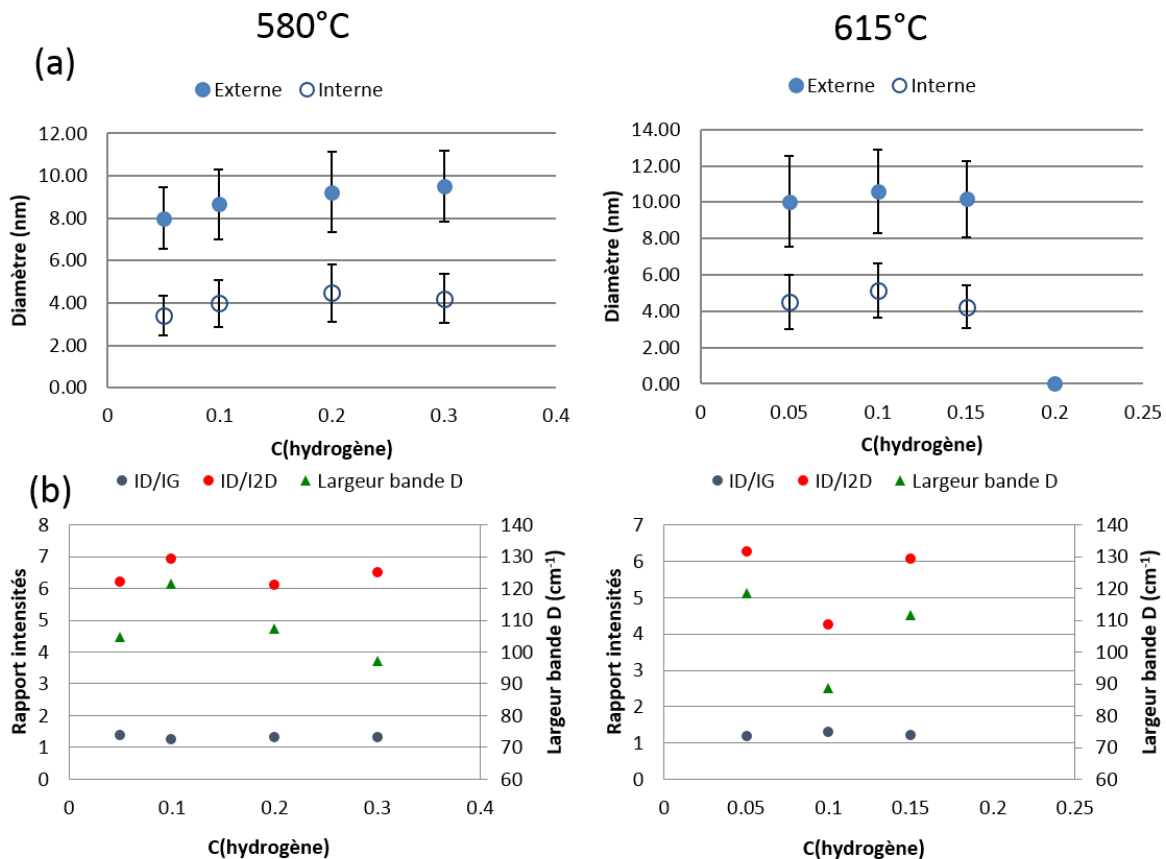 580°C
615°C
(a)
Externe Interne
Externe Interne
Diamètre (nm)
12.00
10.00
8.00
6.00
4.00
2.00
0.00
0 0.1 0.2 0.3 0.4
C(hydrogène)
Diamètre (nm)
14.00
12.00
10.00
8.00
6.00
4.00
2.00
0.00
0 0.05 0.1 0.15 0.2 0.25
C(hydrogène)
(b)
ID/IG ID/I2D Largeur bande D
ID/IG ID/I2D Largeur bande D
Rapport intensités
8
7
6
5
4
3
2
1
0
140
130
120
110
100
90
80
70
60
Largeur bande D (cm⁻¹)
0 0.1 0.2 0.3 0.4
C(hydrogène)
Rapport intensités
7
6
5
4
3
2
1
0
140
130
120
110
100
90
80
70
60
Largeur bande D (cm⁻¹)
0 0.05 0.1 0.15 0.2 0.25
C(hydrogène)